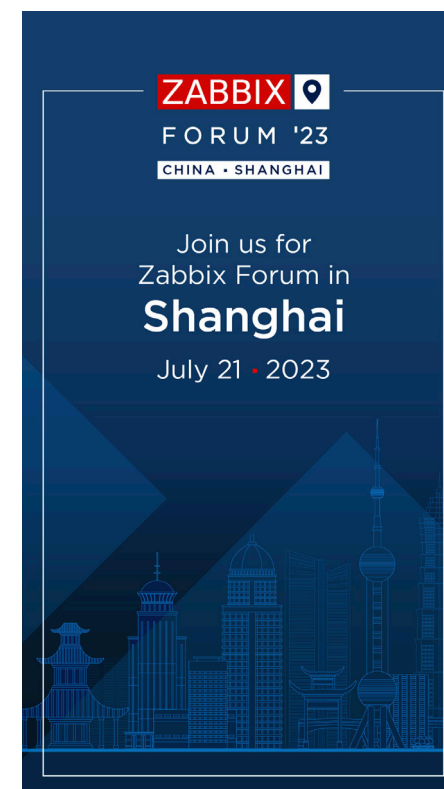 ZABBIX
FORUM '23
CHINA • SHANGHAI
Join us for
Zabbix Forum in
Shanghai
July 21 • 2023